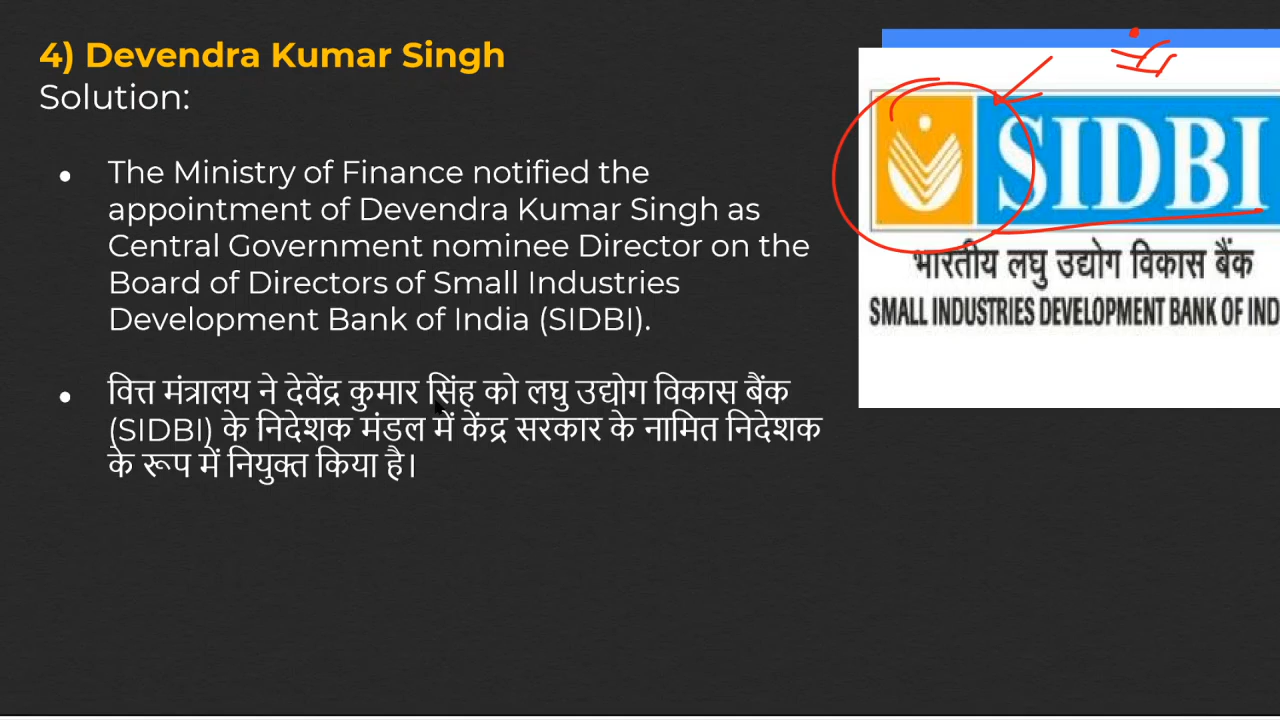 4) Devendra Kumar Singh
Solution:
● The Ministry of Finance notified the
appointment of Devendra Kumar Singh as
Central Government nominee Director on the
Board of Directors of Small Industries
Development Bank of India (SIDBI).
● वित्त मंत्रालय ने देवेंद्र कुमार सिंह को लघु उद्योग विकास बैंक
(SIDBI) के निदेशक मंडल में केंद्र सरकार के नामित निदेशक
के रूप में नियुक्त किया है।
SIDBI
भारतीय लघु उद्योग विकास बैंक
SMALL INDUSTRIES DEVELOPMENT BANK OF IND